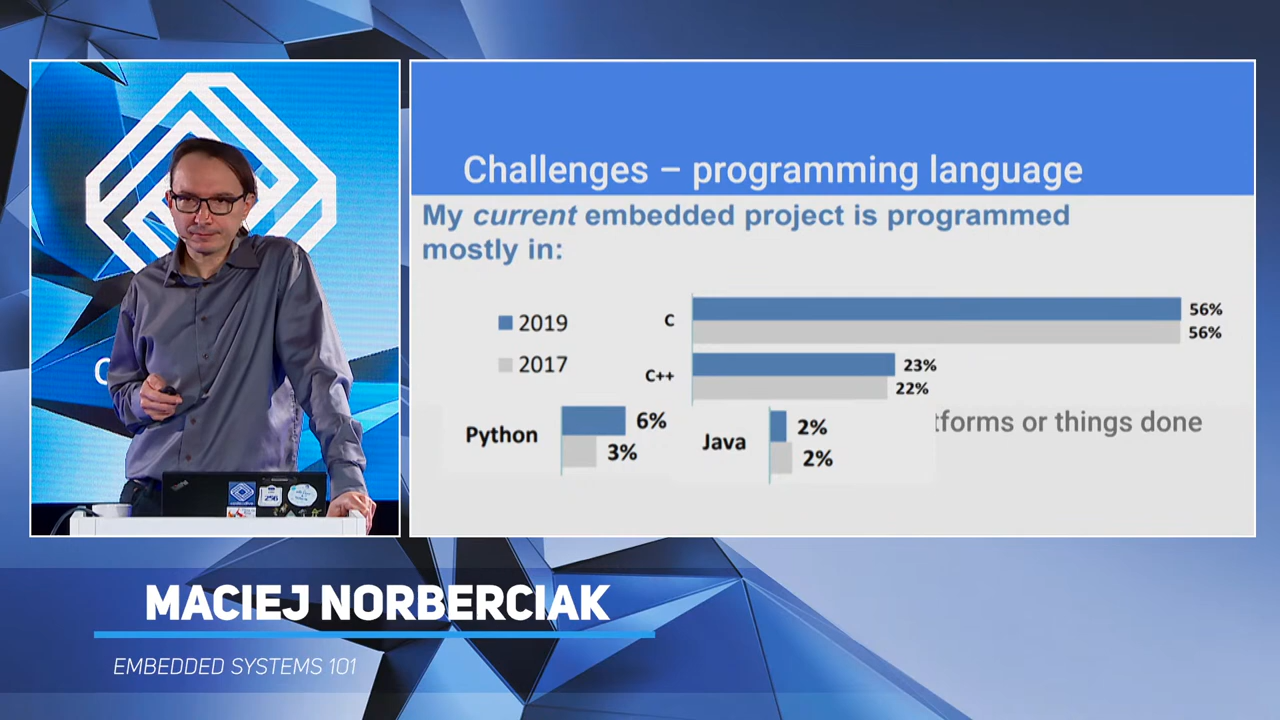 Challenges – programming language
My current embedded project is programmed
mostly in:
2019
2017
C
56%
56%
C++
23%
22%
Python
6%
3%
Java
2%
2%
tforms or things done
MACIEJ NORBERCIAK
EMBEDDED SYSTEMS 101